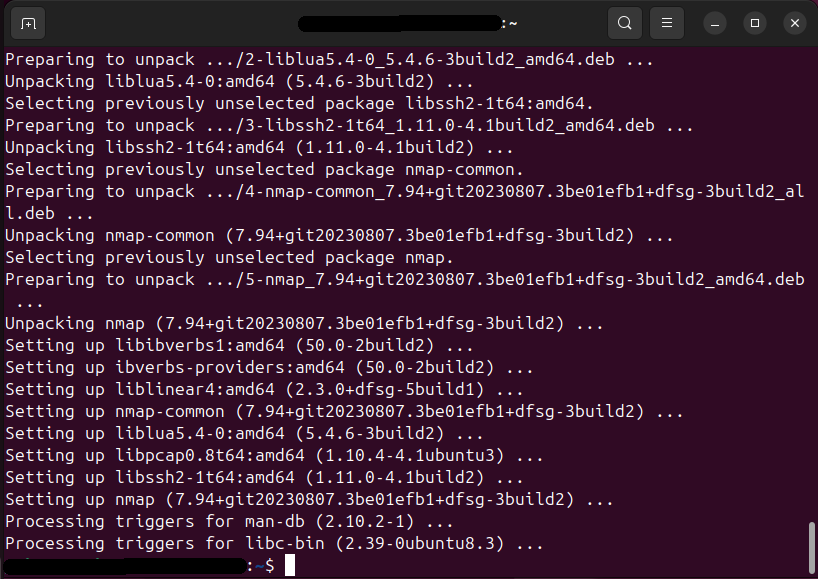 :~
Preparing to unpack .../2-liblua5.4-0_5.4.6-3build2_amd64.deb ...
Unpacking liblua5.4-0:amd64 (5.4.6-3build2) ...
Selecting previously unselected package libssh2-1t64:amd64.
Preparing to unpack .../3-libssh2-1t64_1.11.0-4.1build2_amd64.deb ...
Unpacking libssh2-1t64:amd64 (1.11.0-4.1build2) ...
Selecting previously unselected package nmap-common.
Preparing to unpack .../4-nmap-common_7.94+git20230807.3be01efb1+dfsg-3build2_al
l.deb ...
Unpacking nmap-common (7.94+git20230807.3be01efb1+dfsg-3build2) ...
Selecting previously unselected package nmap.
Preparing to unpack .../5-nmap_7.94+git20230807.3be01efb1+dfsg-3build2_amd64.deb
 ...
Unpacking nmap (7.94+git20230807.3be01efb1+dfsg-3build2) ...
Setting up libibverbs1:amd64 (50.0-2build2) ...
Setting up ibverbs-providers:amd64 (50.0-2build2) ...
Setting up liblinear4:amd64 (2.3.0+dfsg-5build1) ...
Setting up nmap-common (7.94+git20230807.3be01efb1+dfsg-3build2) ...
Setting up liblua5.4-0:amd64 (5.4.6-3build2) ...
Setting up libpcap0.8t64:amd64 (1.10.4-4.1ubuntu3) ...
Setting up libssh2-1t64:amd64 (1.11.0-4.1build2) ...
Setting up nmap (7.94+git20230807.3be01efb1+dfsg-3build2) ...
Processing triggers for man-db (2.10.2-1) ...
Processing triggers for libc-bin (2.39-0ubuntu8.3) ...
:~$